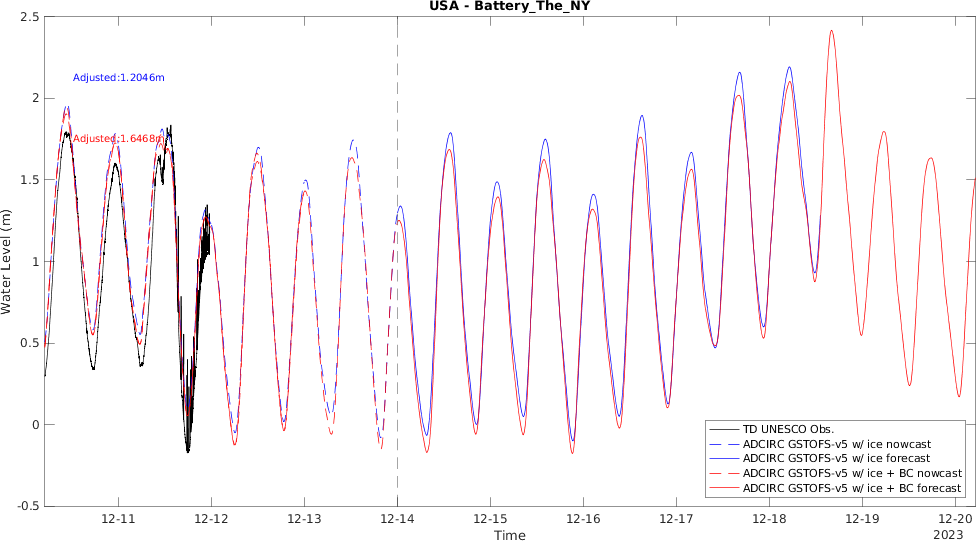 USA - Battery_The_NY
2.5
2
1.5
1
0.5
0
-0.5
Water Level (m)
Adjusted:1.2046m
Adjusted:1.6468m
TD UNESCO Obs.
ADCIRC GSTOFS-v5 w/ ice nowcast
ADCIRC GSTOFS-v5 w/ ice forecast
ADCIRC GSTOFS-v5 w/ ice + BC nowcast
ADCIRC GSTOFS-v5 w/ ice + BC forecast
12-11 12-12 12-13 12-14 12-15 12-16 12-17 12-18 12-19 12-20
Time
2023